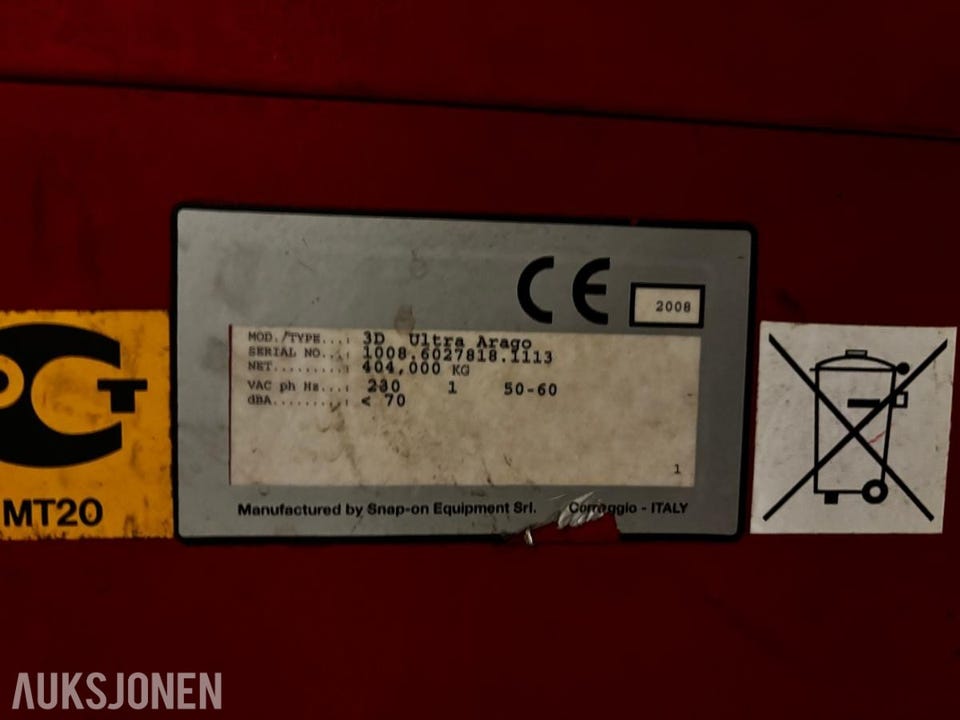 CE
2008
MOD./TYPE...: 3D Ultra Arago
SERIAL NO...: 1008.6027818.1113
NET.........: 404,000 KG
VAC ph Hz...: 230 1 50-60
dBA.........: < 70
1
Manufactured by Snap-on Equipment Srl. Correggio - ITALY
MT20
AUKSJONEN